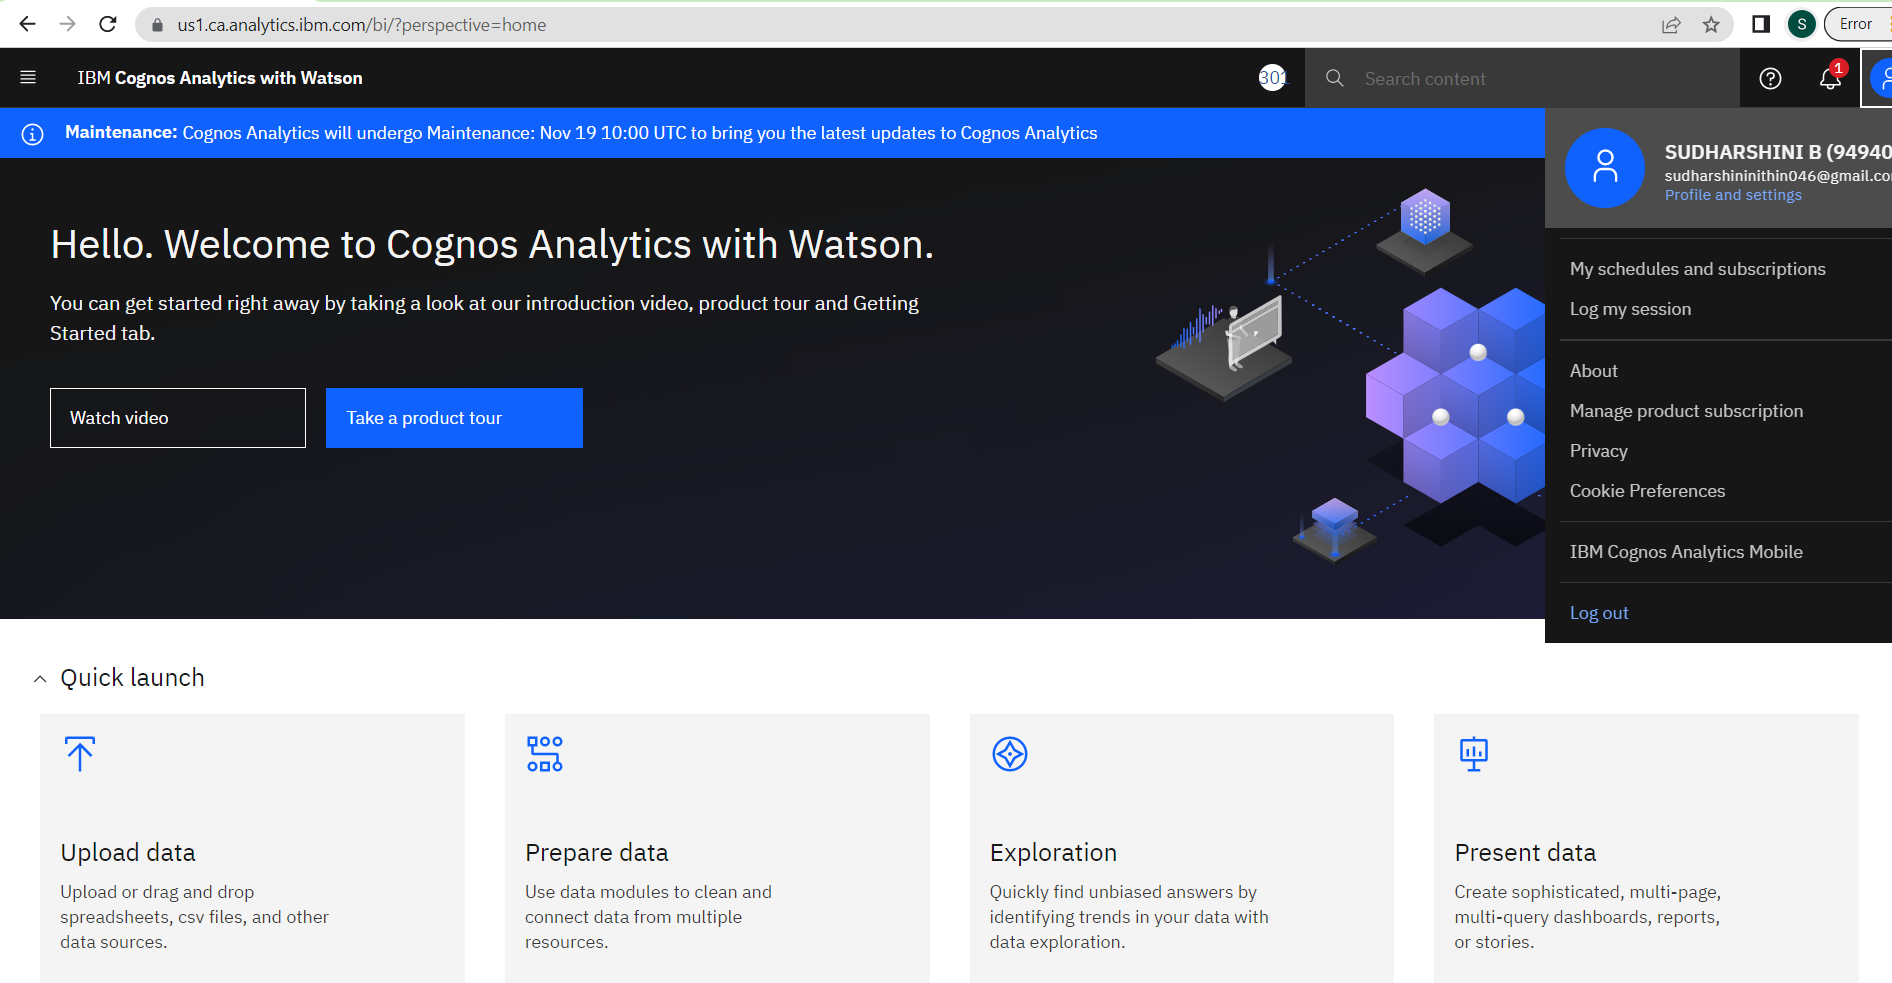 us1.ca.analytics.ibm.com/bi/?perspective=home
S
Error
IBM Cognos Analytics with Watson
301
Search content
1
Maintenance: Cognos Analytics will undergo Maintenance: Nov 19 10:00 UTC to bring you the latest updates to Cognos Analytics
SUDHARSHINI B (94940
sudharshininithin046@gmail.co
Profile and settings
My schedules and subscriptions
Log my session
About
Manage product subscription
Privacy
Cookie Preferences
IBM Cognos Analytics Mobile
Log out
Hello. Welcome to Cognos Analytics with Watson.
You can get started right away by taking a look at our introduction video, product tour and Getting
Started tab.
Watch video
Take a product tour
Quick launch
Upload data
Upload or drag and drop
spreadsheets, csv files, and other
data sources.
Prepare data
Use data modules to clean and
connect data from multiple
resources.
Exploration
Quickly find unbiased answers by
identifying trends in your data with
data exploration.
Present data
Create sophisticated, multi-page,
multi-query dashboards, reports,
or stories.